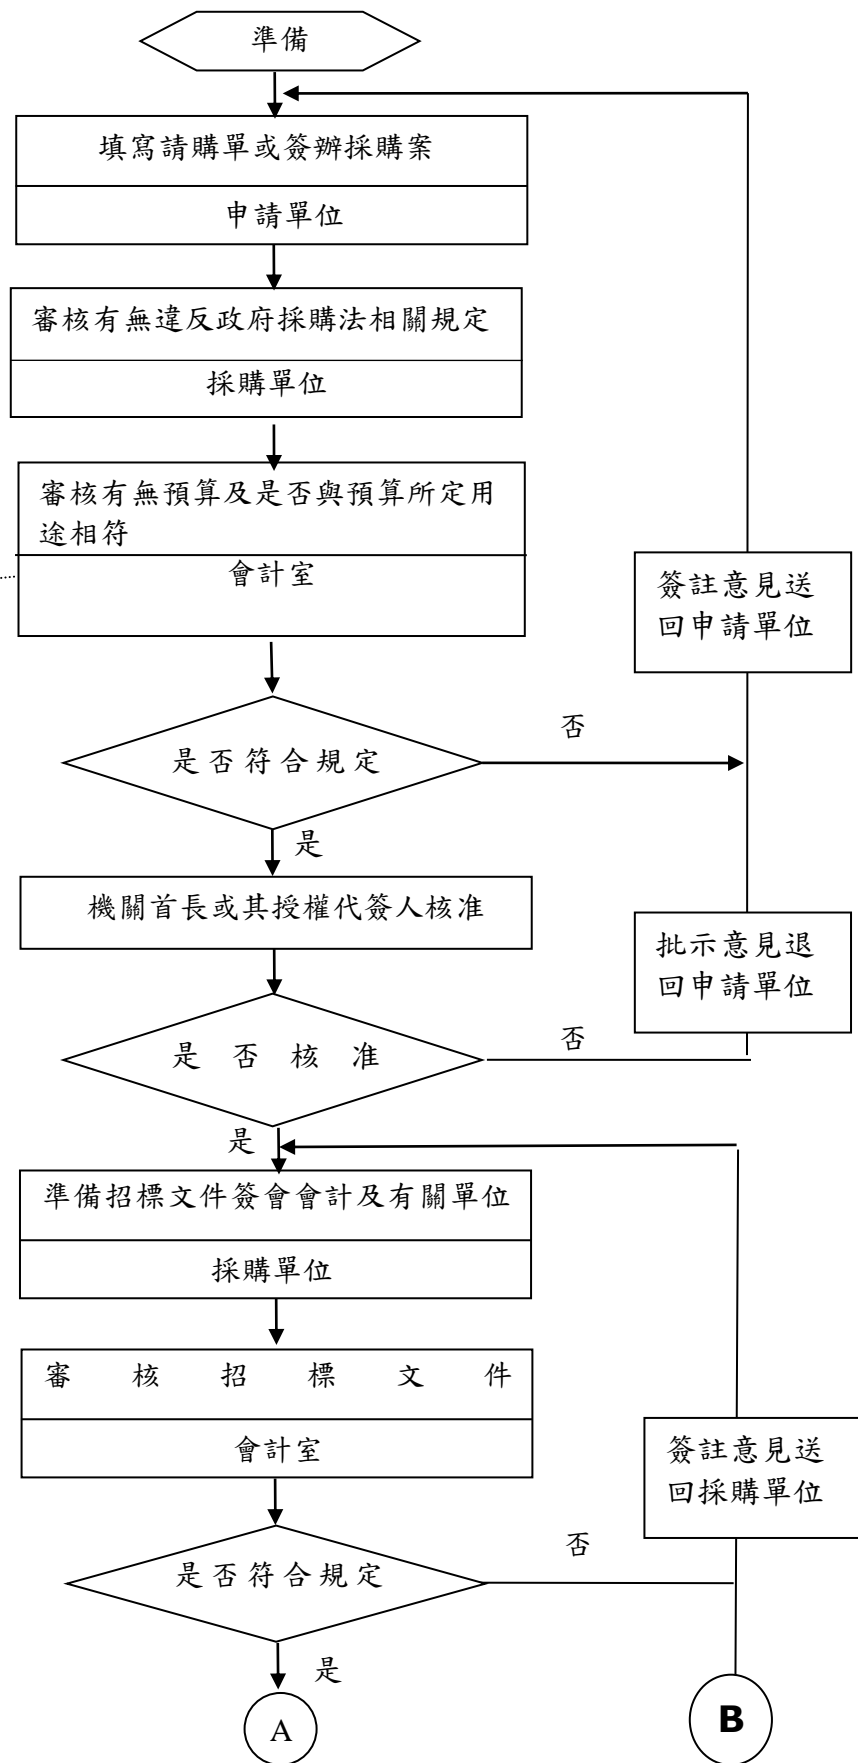 準備
填寫請購單或簽辦採購案
申請單位
審核有無違反政府採購法相關規定
採購單位
審核有無預算及是否與預算所定用
途相符
會計室
簽註意見送
回申請單位
是否符合規定
否
是
機關首長或其授權代簽人核准
批示意見退
回申請單位
是否核准
否
是
準備招標文件簽會會計及有關單位
採購單位
審核招標文件
會計室
簽註意見送
回採購單位
是否符合規定
否
是
A
B